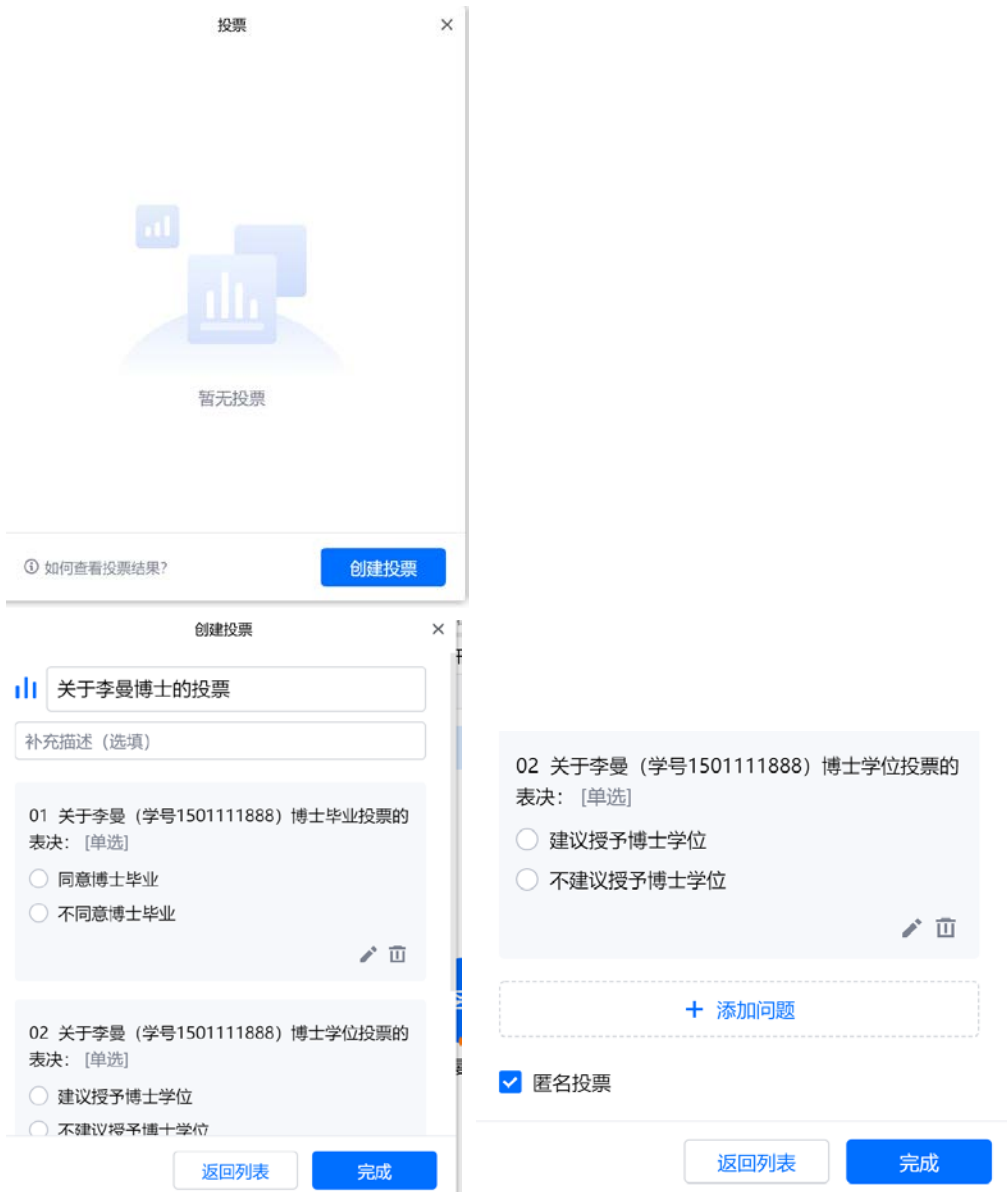 投票
暂无投票
如何查看投票结果?
创建投票
创建投票
关于李曼博士的投票
补充描述（选填）
01 关于李曼（学号1501111888）博士毕业投票的
表决： [单选]
同意博士毕业
不同意博士毕业
02 关于李曼（学号1501111888）博士学位投票的
表决： [单选]
建议授予博士学位
不建议授予博士学位
返回列表
完成
02 关于李曼（学号1501111888）博士学位投票的
表决： [单选]
建议授予博士学位
不建议授予博士学位
+ 添加问题
匿名投票
返回列表
完成